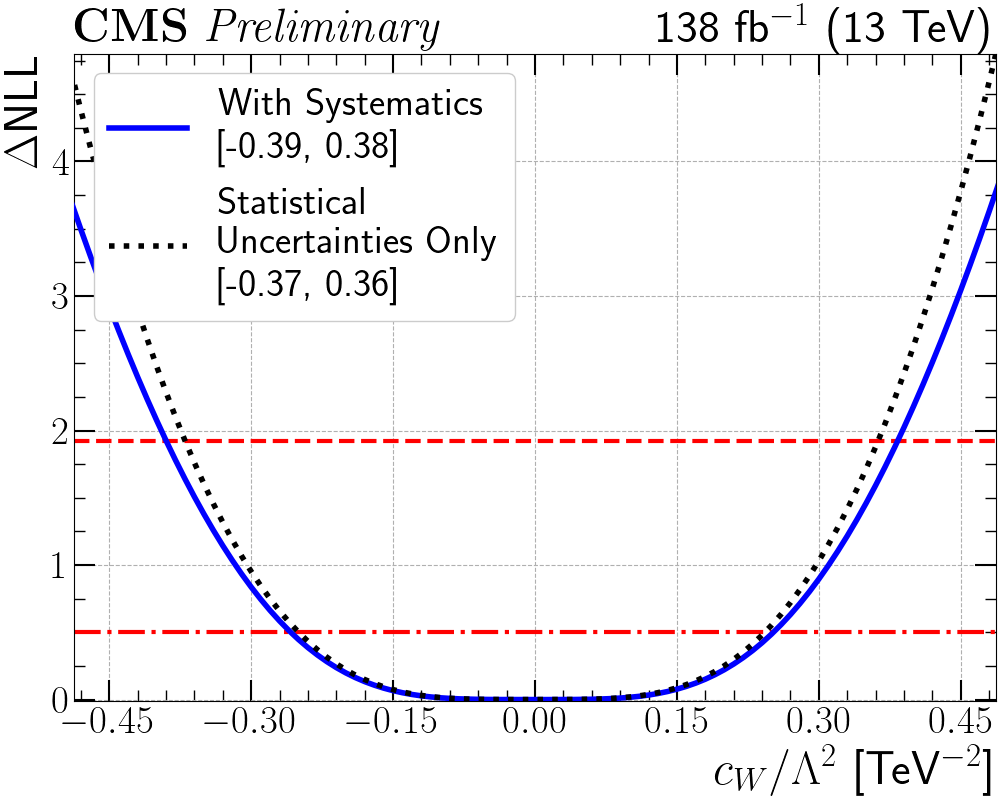 CMS Preliminary 138 fb⁻¹ (13 TeV)
ΔNLL
With Systematics
[-0.39, 0.38]
Statistical
Uncertainties Only
[-0.37, 0.36]
4
3
2
1
0
−0.45 −0.30 −0.15 0.00 0.15 0.30 0.45
c_W/Λ² [TeV⁻²]